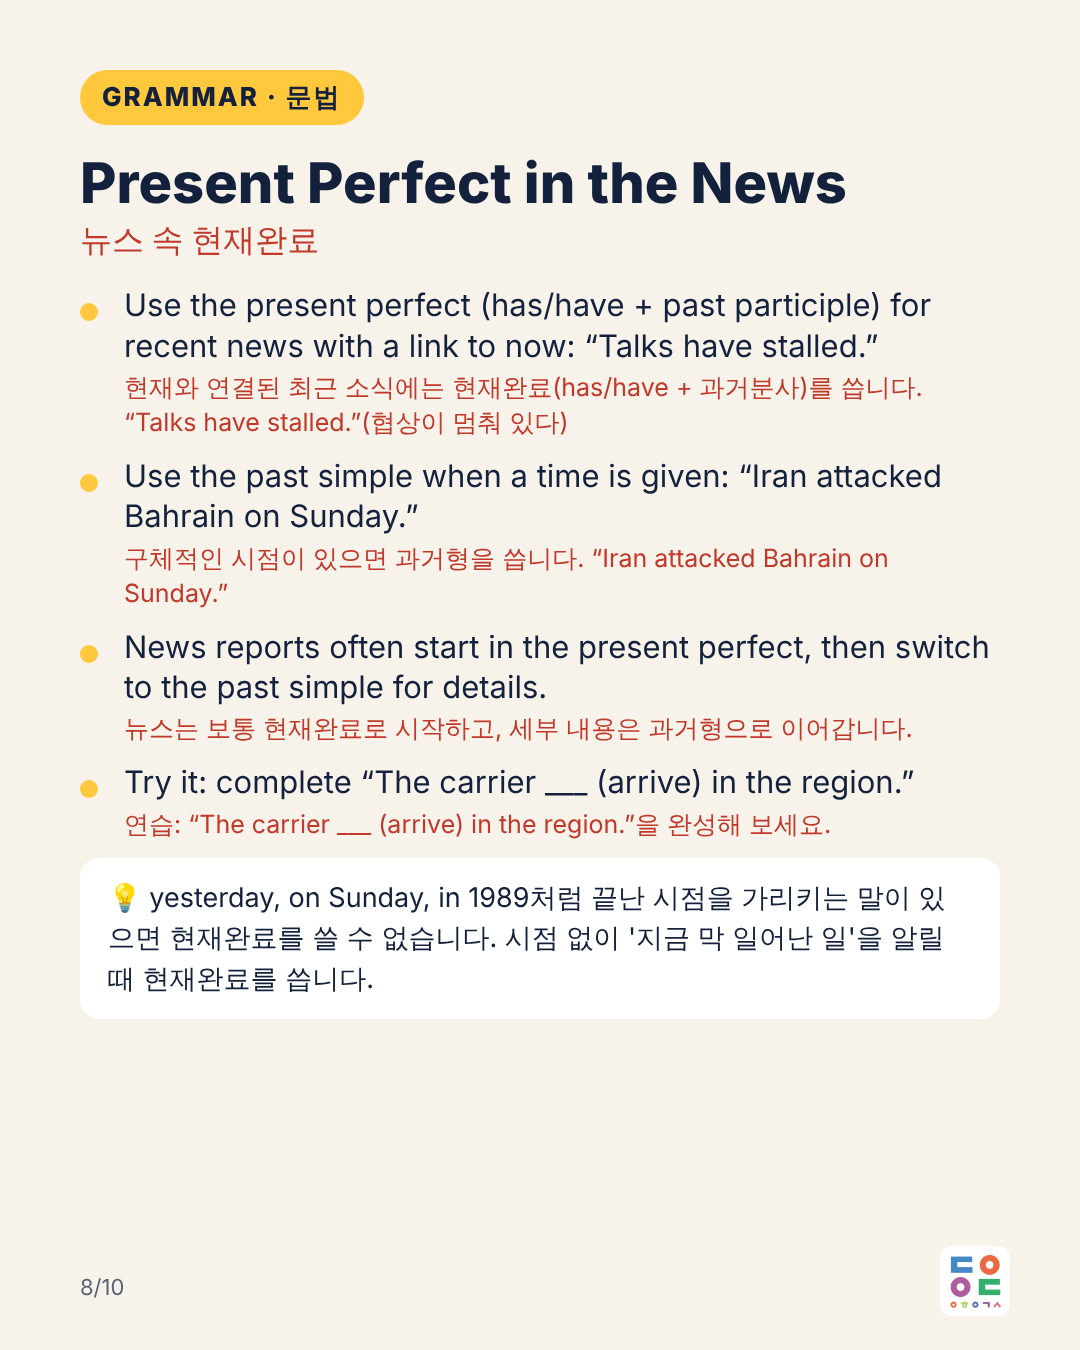 GRAMMAR · 문법
Present Perfect in the News
뉴스 속 현재완료
Use the present perfect (has/have + past participle) for
recent news with a link to now: “Talks have stalled.”
현재와 연결된 최근 소식에는 현재완료(has/have + 과거분사)를 씁니다.
“Talks have stalled.”(협상이 멈춰 있다)
Use the past simple when a time is given: “Iran attacked
Bahrain on Sunday.”
구체적인 시점이 있으면 과거형을 씁니다. “Iran attacked Bahrain on
Sunday.”
News reports often start in the present perfect, then switch
to the past simple for details.
뉴스는 보통 현재완료로 시작하고, 세부 내용은 과거형으로 이어갑니다.
Try it: complete “The carrier ___ (arrive) in the region.”
연습: “The carrier ___ (arrive) in the region.”을 완성해 보세요.
💡 yesterday, on Sunday, in 1989처럼 끝난 시점을 가리키는 말이 있
으면 현재완료를 쓸 수 없습니다. 시점 없이 '지금 막 일어난 일'을 알릴
때 현재완료를 씁니다.
8/10